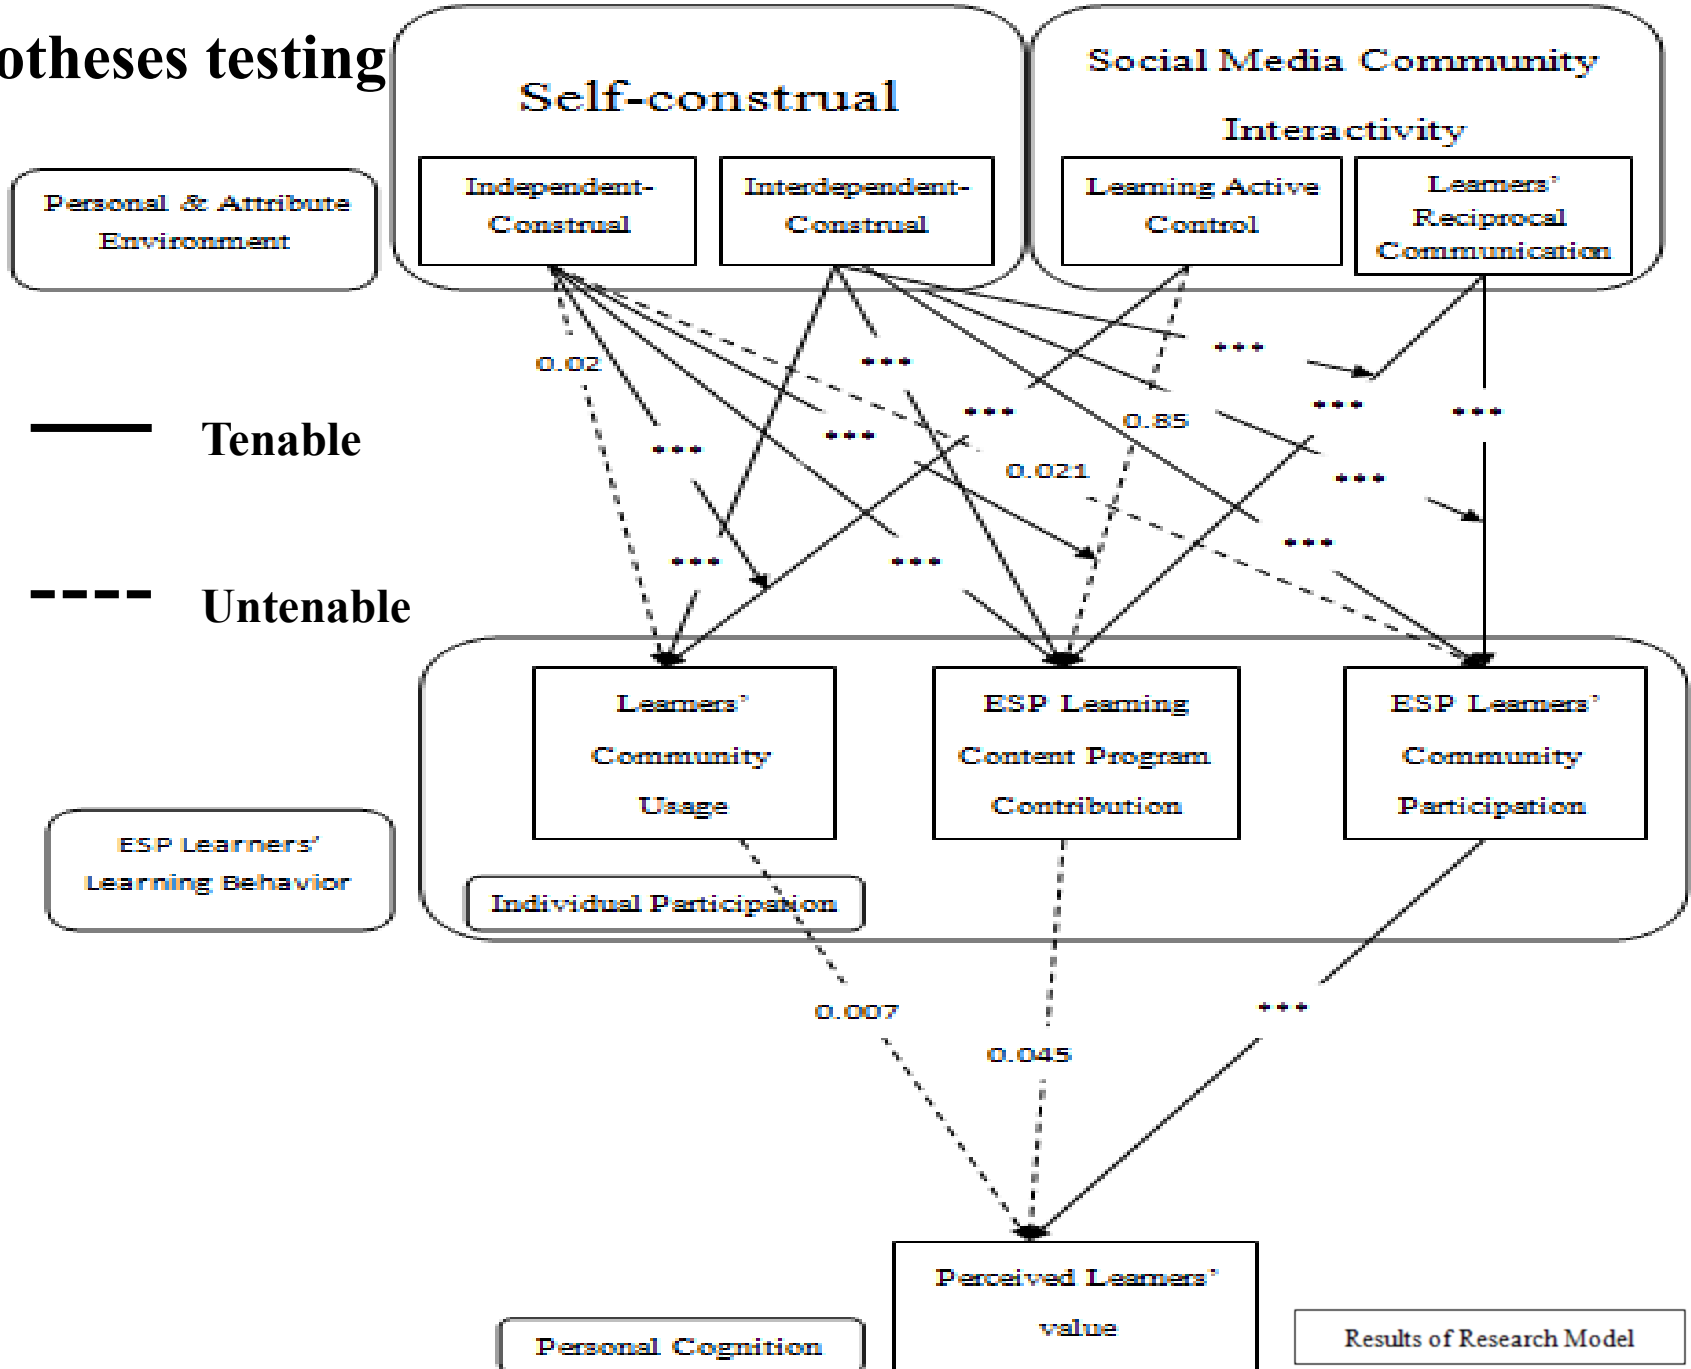 otheses testing
Self-construal
Social Media Community
Interactivity
Independent-
Construal
Interdependent-
Construal
Learning Active
Control
Learners'
Reciprocal
Communication
Personal & Attribute
Environment
0.02
***
***
***
***
***
***
0.85
***
***
0.021
***
***
***
***
Tenable
Untenable
Learners'
Community
Usage
ESP Learning
Content Program
Contribution
ESP Learners'
Community
Participation
ESP Learners'
Learning Behavior
Individual Participation
0.007
0.045
***
Perceived Learners'
value
Personal Cognition
Results of Research Model